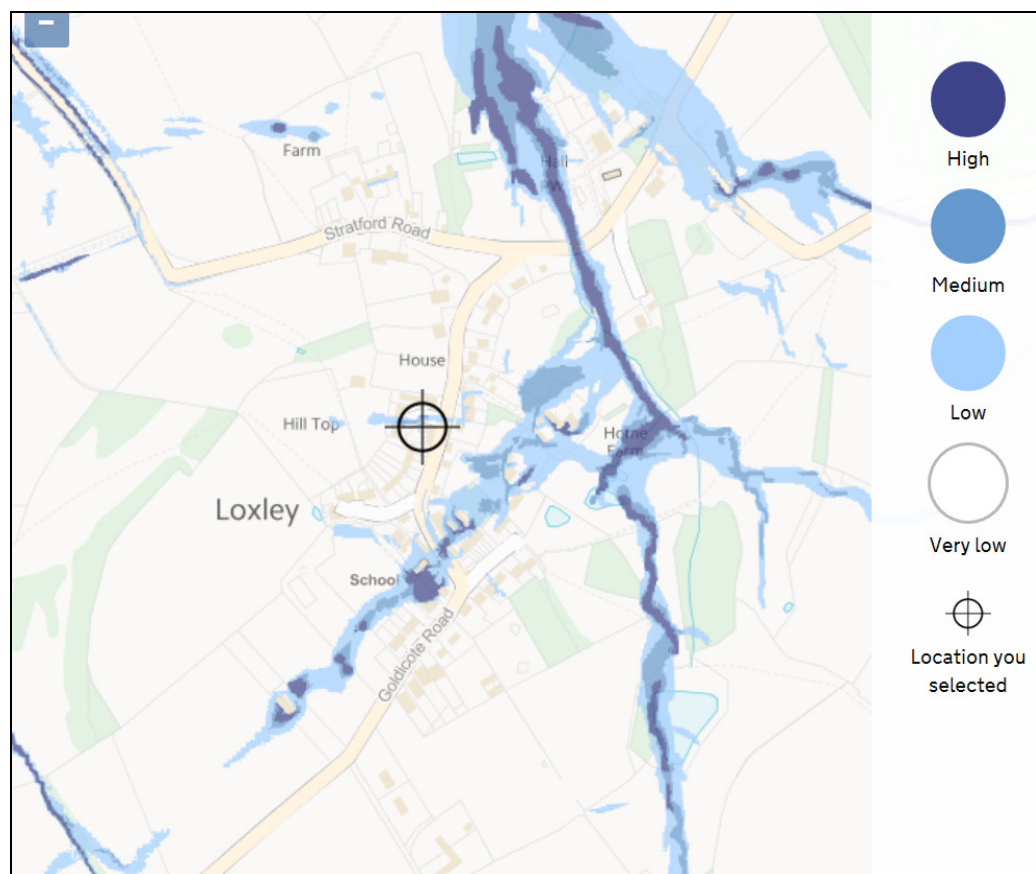 −
Farm
Hall
PW
Stratford Road
House
Hill Top
Home
Farm
Loxley
School
Goldicote Road
High
Medium
Low
Very low
Location you
selected